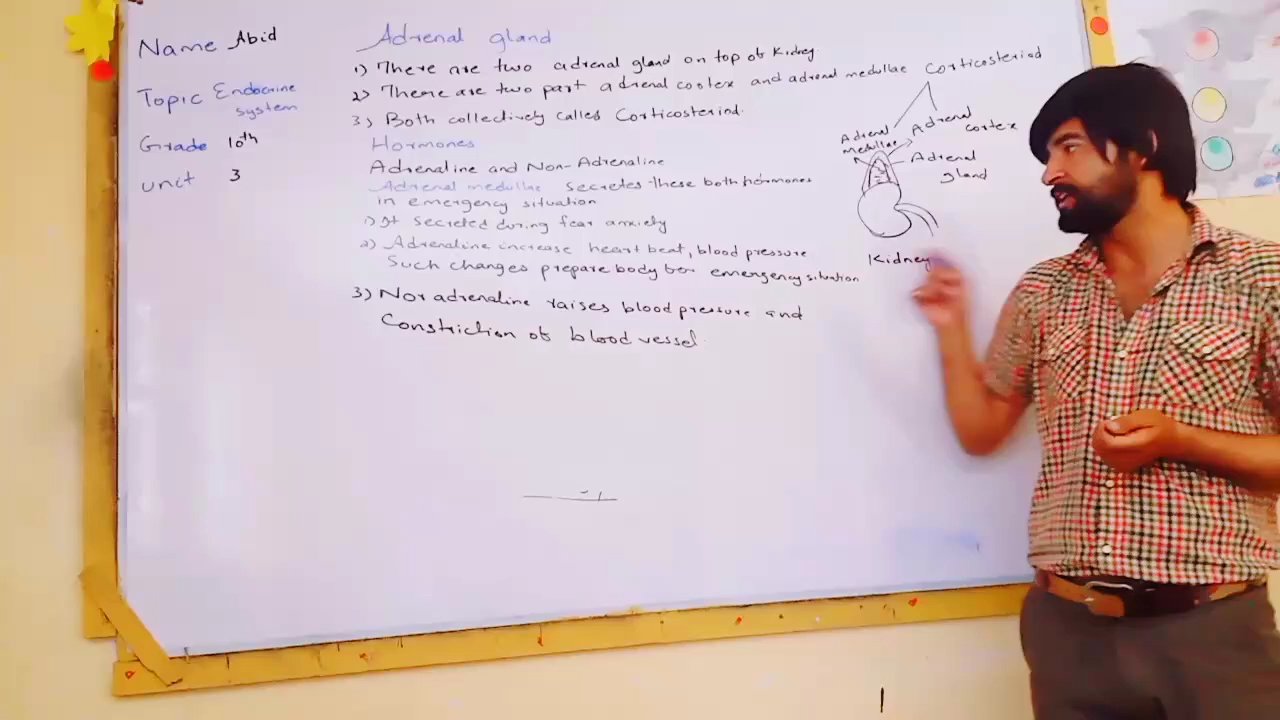 Name Abid
Topic Endocrine system
Grade 10th
Unit 3
Adrenal gland
1) There are two adrenal gland on top of Kidney.
2) There are two part adrenal cortex and adrenal medullae
3) Both collectively called Corticosteriod.
Hormones
Adrenaline and Non-Adrenaline
Adrenal medullae secretes these both hormones
in emergency situation
1) It secreted during fear anxiety
2) Adrenaline increase heart beat, blood pressure
Such changes prepare body for emergency situation
3) Noradrenaline raises blood pressure and
Constriction of blood vessel
Corticosteriod
Adrenal medullae
Adrenal cortex
Adrenal gland
Kidney